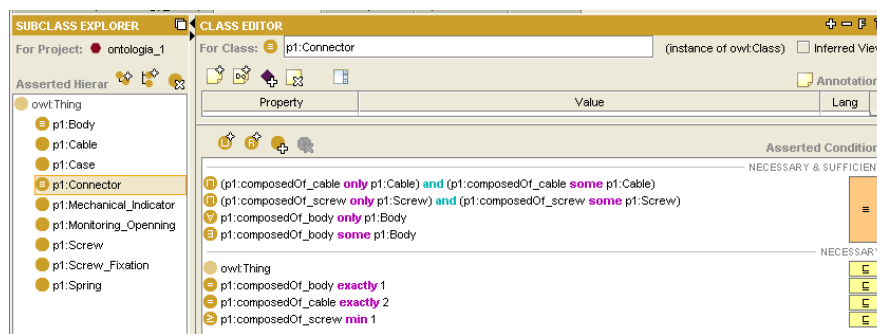 SUBCLASS EXPLORER
For Project: ontologia_1
Asserted Hierar
owl:Thing
p1:Body
p1:Cable
p1:Case
p1:Connector
p1:Mechanical_Indicator
p1:Monitoring_Openning
p1:Screw
p1:Screw_Fixation
p1:Spring
CLASS EDITOR
For Class: p1:Connector (instance of owl:Class) Inferred Vie
Annotation
Property Value Lang
Asserted Condition
NECESSARY & SUFFICIEN
(p1:composedOf_cable only p1:Cable) and (p1:composedOf_cable some p1:Cable)
(p1:composedOf_screw only p1:Screw) and (p1:composedOf_screw some p1:Screw)
p1:composedOf_body only p1:Body
p1:composedOf_body some p1:Body
NECESSARY
owl:Thing
p1:composedOf_body exactly 1
p1:composedOf_cable exactly 2
p1:composedOf_screw min 1